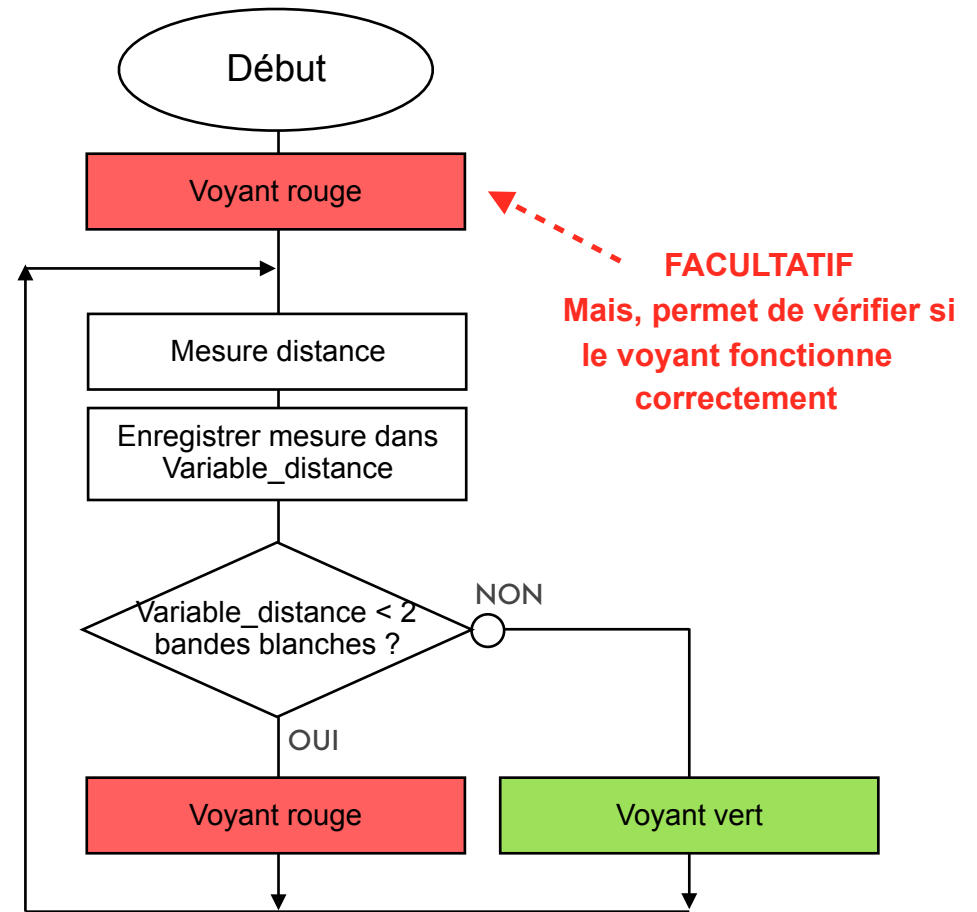 Début
Voyant rouge
FACULTATIF
Mais, permet de vérifier si
le voyant fonctionne
correctement
Mesure distance
Enregistrer mesure dans
Variable_distance
Variable_distance < 2
bandes blanches ?
NON
OUI
Voyant rouge
Voyant vert